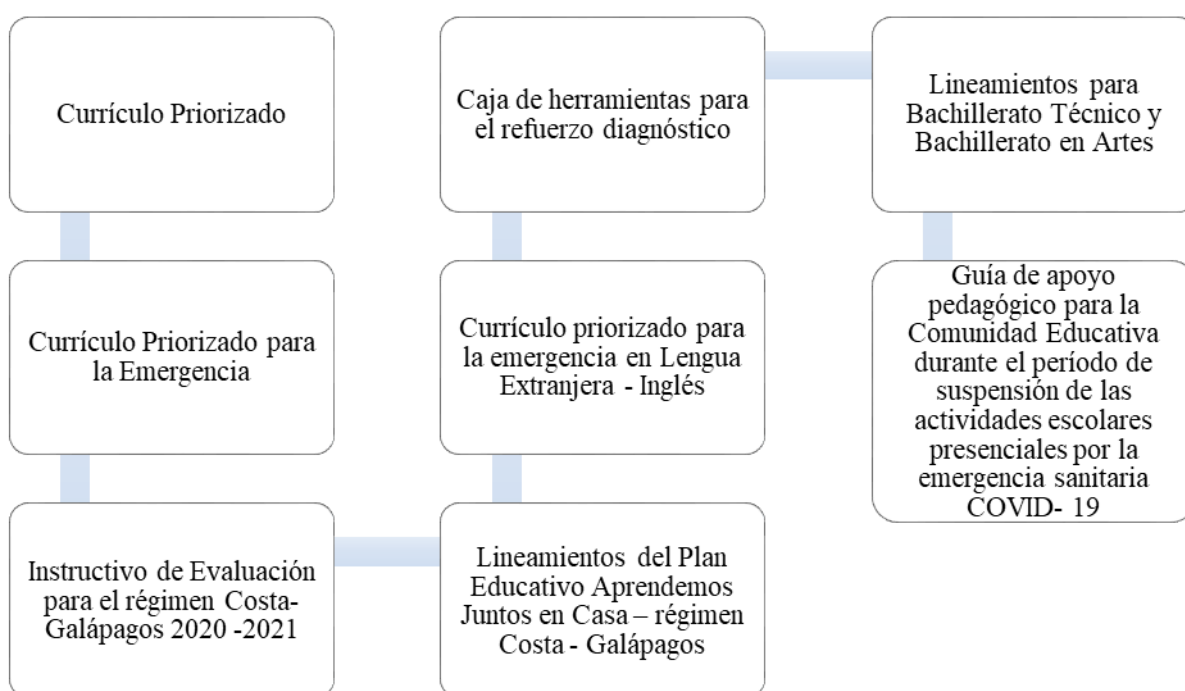 Currículo Priorizado
Currículo Priorizado para
la Emergencia
Instructivo de Evaluación
para el régimen Costa-
Galápagos 2020 -2021
Lineamientos del Plan
Educativo Aprendemos
Juntos en Casa – régimen
Costa - Galápagos
Currículo priorizado para
la emergencia en Lengua
Extranjera - Inglés
Caja de herramientas para
el refuerzo diagnóstico
Lineamientos para
Bachillerato Técnico y
Bachillerato en Artes
Guía de apoyo
pedagógico para la
Comunidad Educativa
durante el período de
suspensión de las
actividades escolares
presenciales por la
emergencia sanitaria
COVID- 19